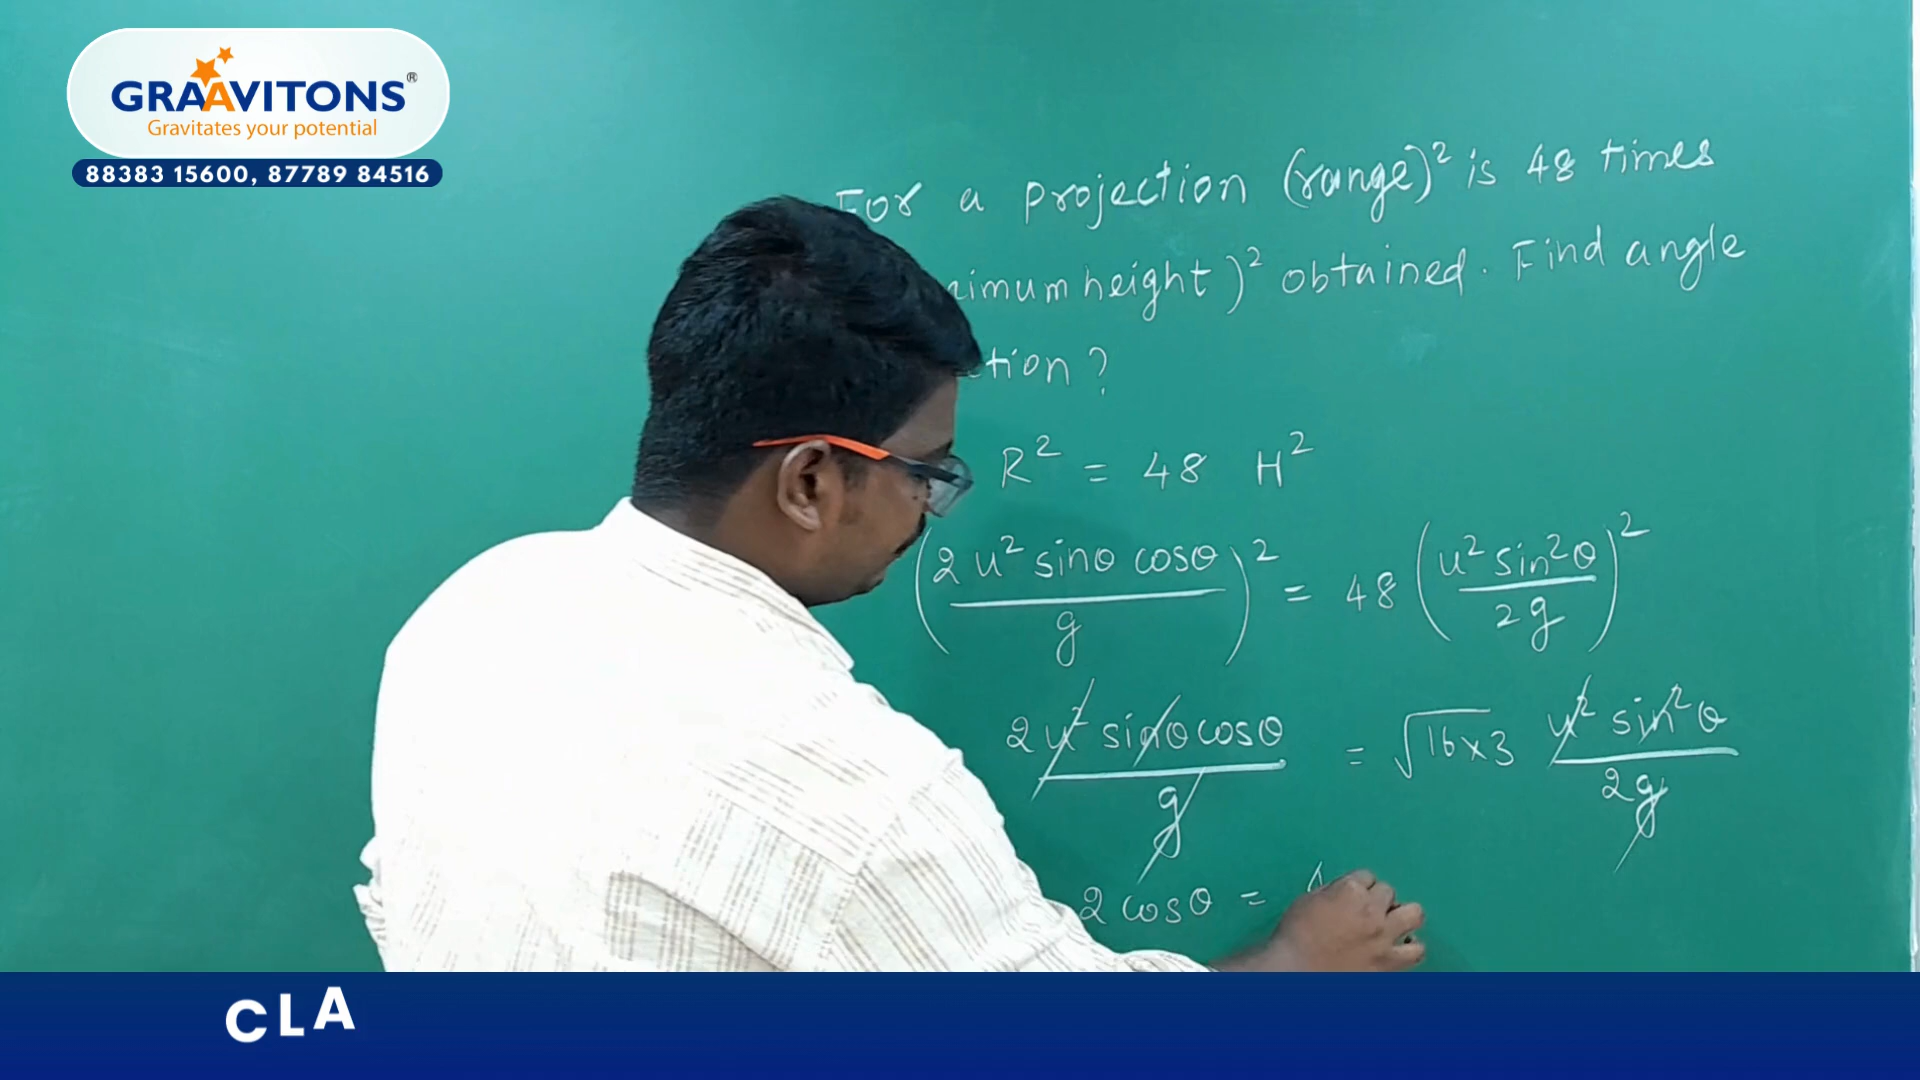 GRAAVITONS®
Gravitates your potential
88383 15600, 87789 84516
For a projection (range)² is 48 times
height)² obtained. Find angle
?
R² = 48 H²
(2u² sinθ cosθ / g)² = 48 (u² sin²θ / 2g)²
2u² sinθ cosθ / g = √16×3 u² sin²θ / 2g
2 cosθ =
CLA